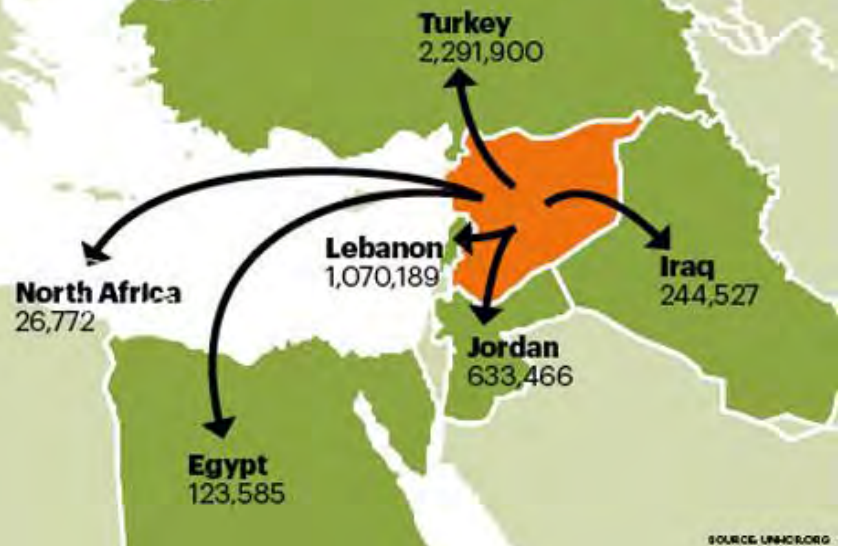 Turkey
2,291,900
Lebanon
1,070,189
Iraq
244,527
North Africa
26,772
Jordan
633,466
Egypt
123,585
SOURCE: UNHCR.ORG